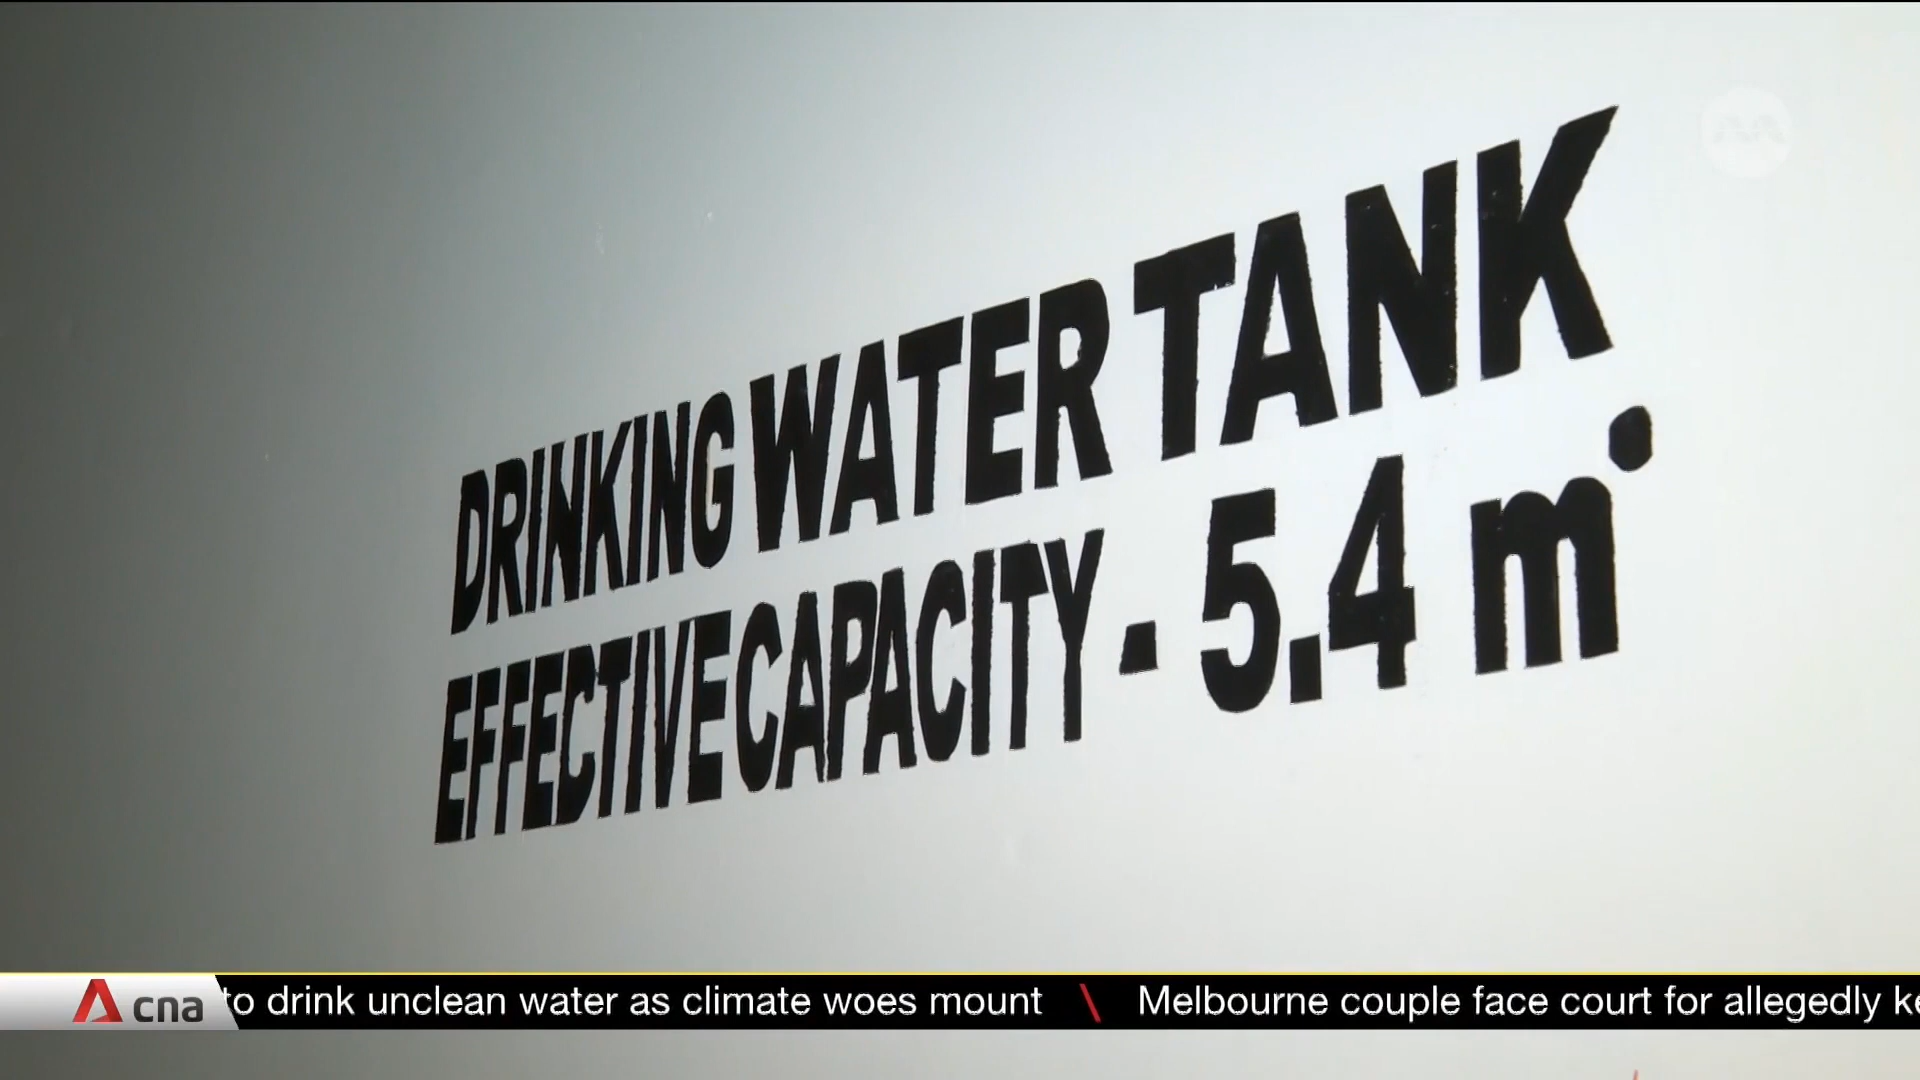 DRINKING WATER TANK
EFFECTIVE CAPACITY - 5.4 m
cna
to drink unclean water as climate woes mount \ Melbourne couple face court for allegedly